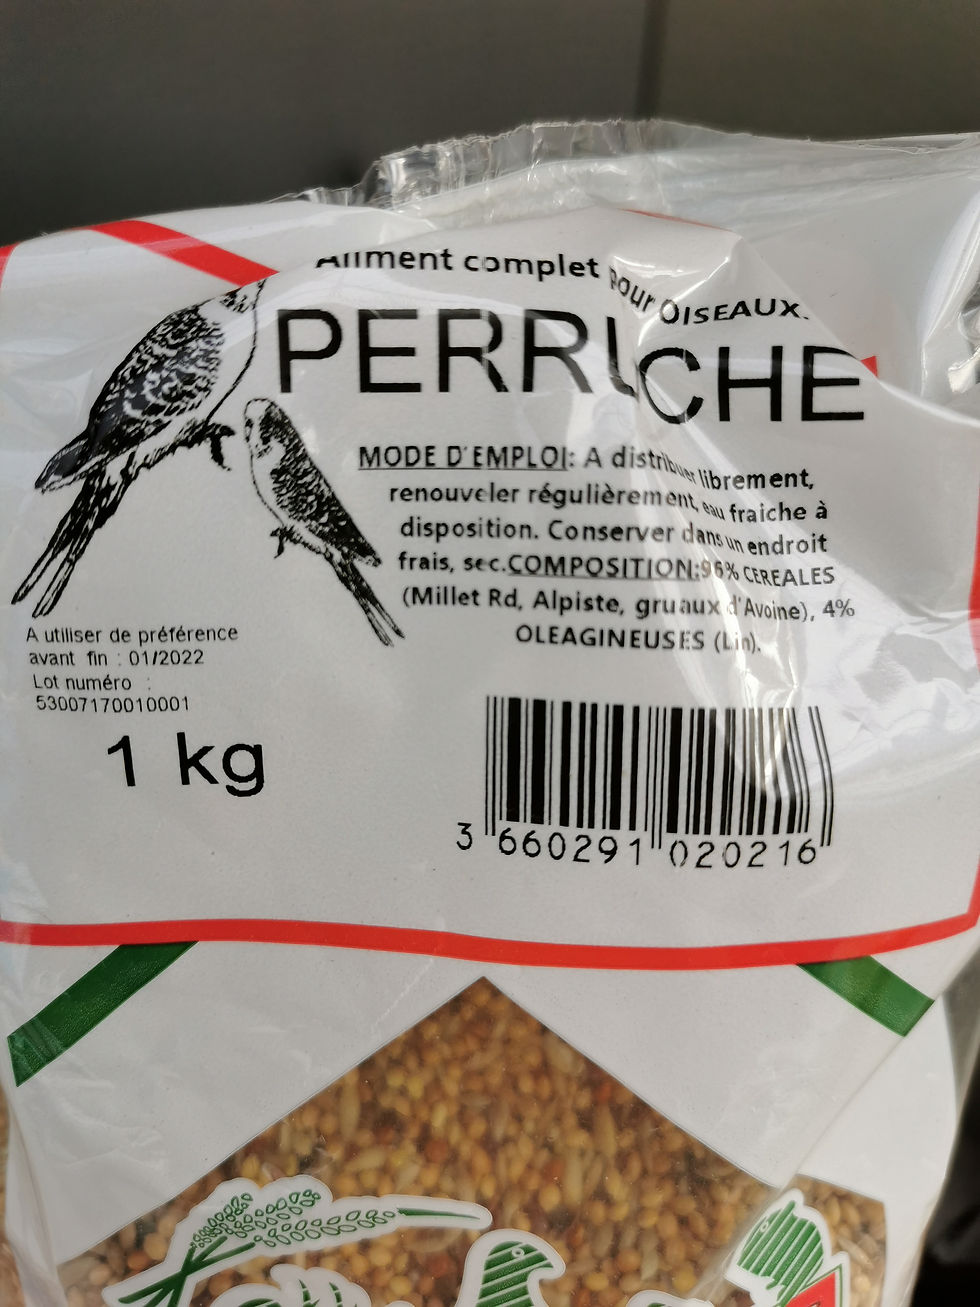 Aliment complet pour OISEAUX.
PERRICHE
MODE D'EMPLOI: A distribuer librement,
renouveler régulièrement, eau fraiche à
disposition. Conserver dans un endroit
frais, sec.COMPOSITION:96% CEREALES
(Millet Rd, Alpiste, gruaux d'Avoine), 4%
OLEAGINEUSES (Lin).
A utiliser de préférence
avant fin : 01/2022
Lot numéro :
53007170010001
1 kg
3 660291 020216